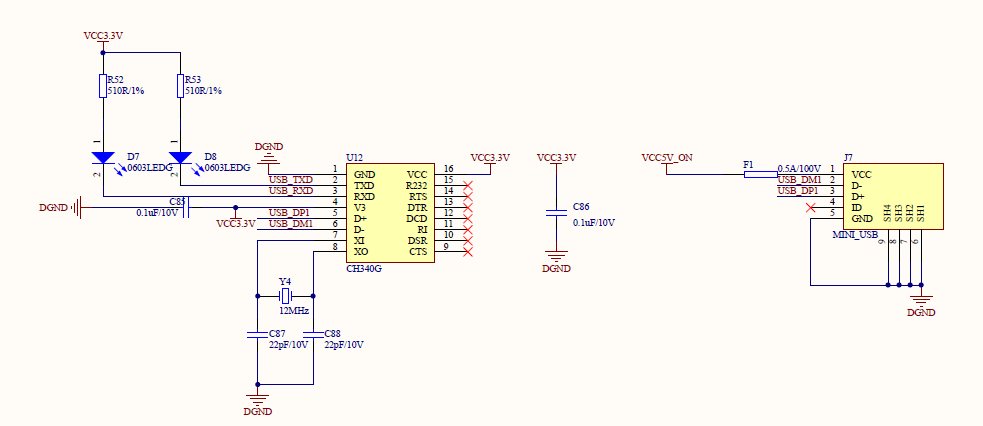 VCC3.3V
R52
510R/1%
R53
510R/1%
1
D7
0603LEDG
2
1
D8
0603LEDG
2
DGND
USB_TXD
USB_RXD
DGND
C85
0.1uF/10V
VCC3.3V
USB_DP1
USB_DM1
U12
1 GND VCC 16
2 TXD R232 15
3 RXD RTS 14
4 V3 DTR 13
5 D+ DCD 12
6 D- RI 11
7 XI DSR 10
8 XO CTS 9
CH340G
VCC3.3V
Y4
12MHz
C87
22pF/10V
C88
22pF/10V
DGND
VCC3.3V
C86
0.1uF/10V
DGND
VCC5V_ON
F1
0.5A/100V
USB_DM1
USB_DP1
J7
1 VCC
2 D-
3 D+
4 ID
5 GND
SH4 SH3 SH2 SH1
MINI_USB
9 8 7 6
DGND